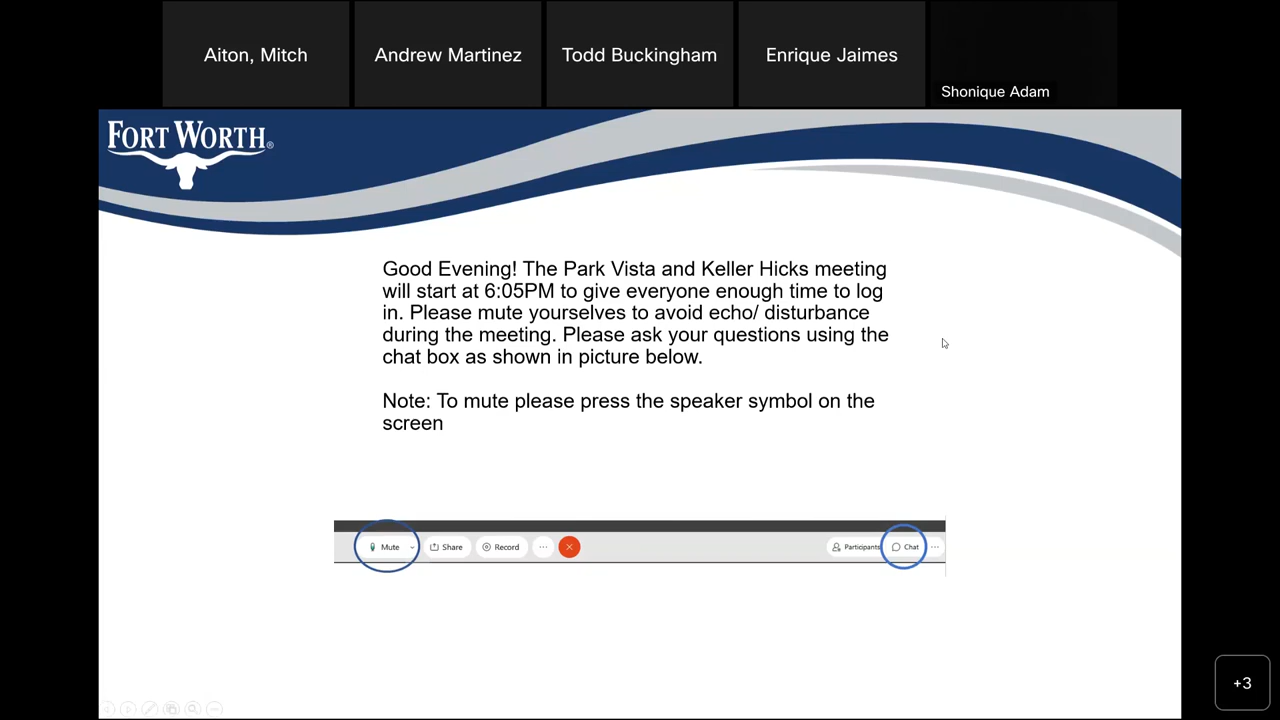 Aiton, Mitch
Andrew Martinez
Todd Buckingham
Enrique Jaimes
Shonique Adam
FORT WORTH®
Good Evening! The Park Vista and Keller Hicks meeting
will start at 6:05PM to give everyone enough time to log
in. Please mute yourselves to avoid echo/ disturbance
during the meeting. Please ask your questions using the
chat box as shown in picture below.
Note: To mute please press the speaker symbol on the
screen
Mute
Share
Record
Participants
Chat
+3